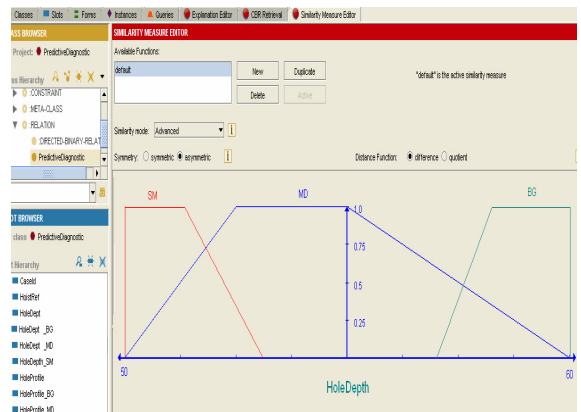 Classes Slots Forms Instances Queries Explanation Editor CBR Retrieval Similarity Measure Editor
ASS BROWSER
Project: PredictiveDiagnostic
ass Hierarchy
:CONSTRAINT
:META-CLASS
:RELATION
:DIRECTED-BINARY-RELAT
PredictiveDiagnostic
OT BROWSER
class PredictiveDiagnostic
t Hierarchy
CaseId
HoistRef
HoleDept
HoleDept _BG
HoleDept _MD
HoleDepth_SM
HoleProfile
HoleProfile_BG
HoleProfile_MD
SIMILARITY MEASURE EDITOR
Available Functions:
default
New Duplicate
Delete Active
"default" is the active similarity measure
Similarity mode: Advanced
Symmetry: symmetric asymmetric
Distance Function: difference quotient
SM MD BG
1.0
0.75
0.5
0.25
50 60
HoleDepth